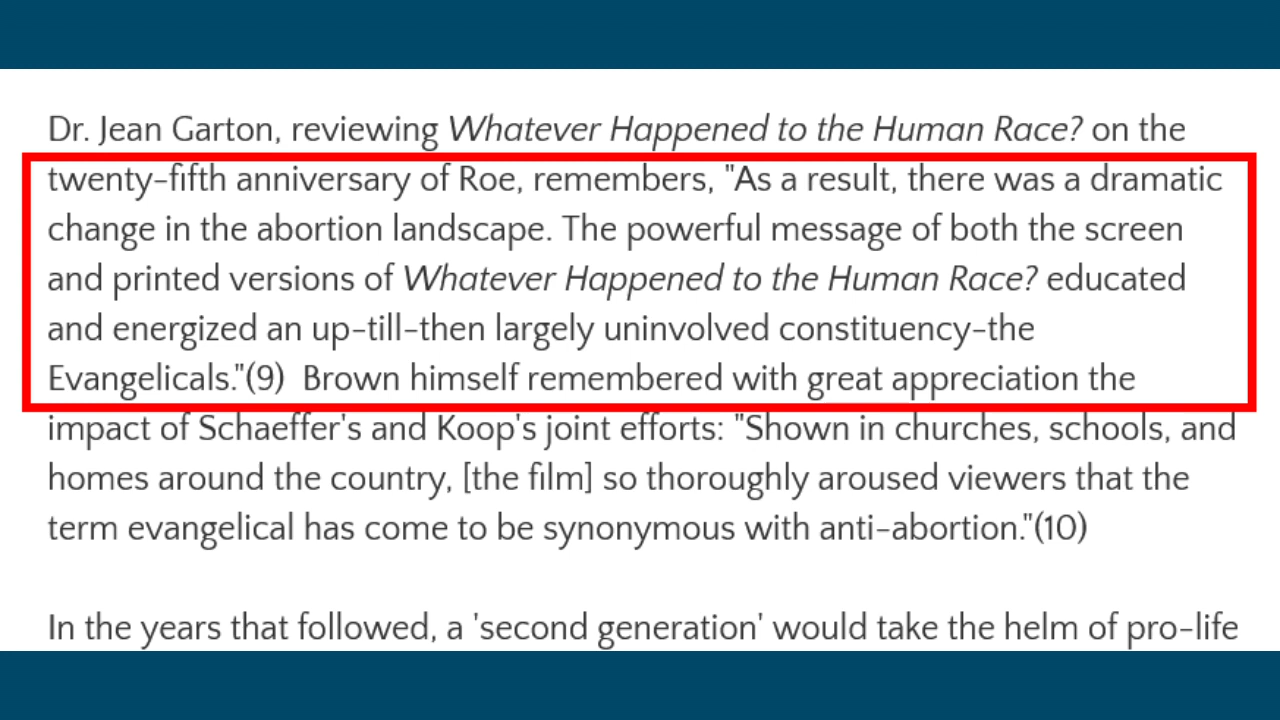 Dr. Jean Garton, reviewing Whatever Happened to the Human Race? on the
twenty-fifth anniversary of Roe, remembers, "As a result, there was a dramatic
change in the abortion landscape. The powerful message of both the screen
and printed versions of Whatever Happened to the Human Race? educated
and energized an up-till-then largely uninvolved constituency-the
Evangelicals."(9)  Brown himself remembered with great appreciation the
impact of Schaeffer's and Koop's joint efforts: "Shown in churches, schools, and
homes around the country, [the film] so thoroughly aroused viewers that the
term evangelical has come to be synonymous with anti-abortion."(10)
In the years that followed, a 'second generation' would take the helm of pro-life